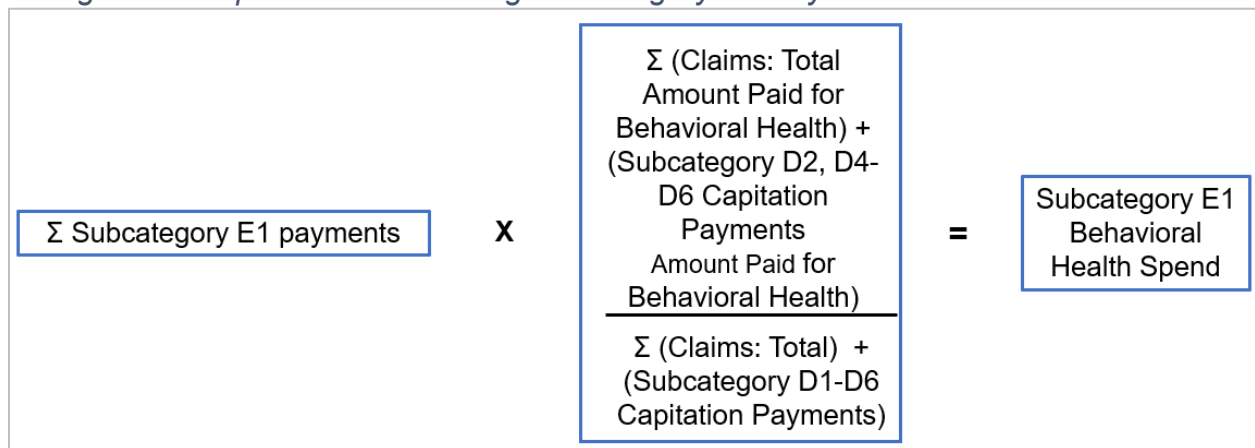 Σ Subcategory E1 payments
X
Σ (Claims: Total
Amount Paid for
Behavioral Health) +
(Subcategory D2, D4-
D6 Capitation
Payments
Amount Paid for
Behavioral Health)
Σ (Claims: Total) +
(Subcategory D1-D6
Capitation Payments)
=
Subcategory E1
Behavioral
Health Spend